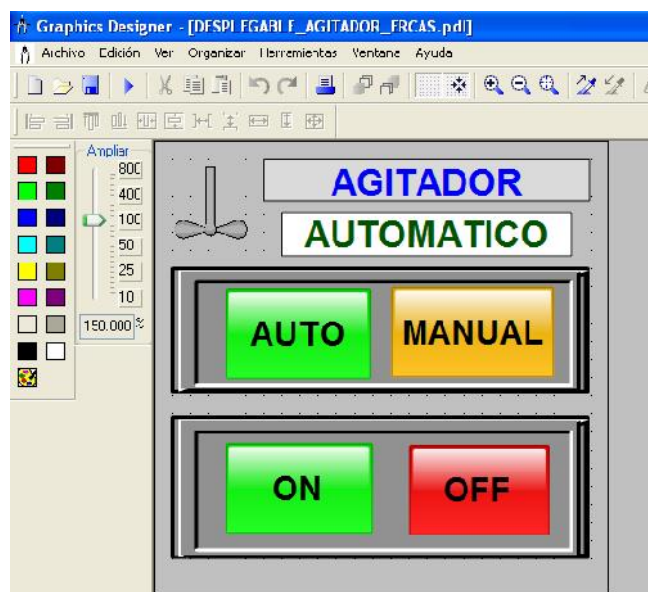 Graphics Designer - [DESPLEGABLE_AGITADOR_ERCAS.pdl]
Archivo Edición Ver Organizar Herramientas Ventana Ayuda
Ampliar
800
400
100
50
25
10
150.000 %
AGITADOR
AUTOMATICO
AUTO MANUAL
ON OFF